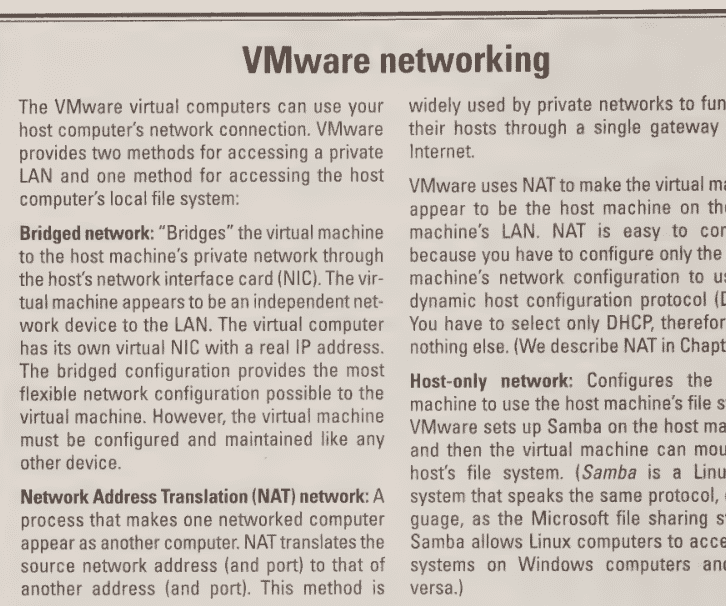 VMware networking
The VMware virtual computers can use your
host computer's network connection. VMware
provides two methods for accessing a private
LAN and one method for accessing the host
computer's local file system:
Bridged network: "Bridges" the virtual machine
to the host machine's private network through
the host's network interface card (NIC). The vir-
tual machine appears to be an independent net-
work device to the LAN. The virtual computer
has its own virtual NIC with a real IP address.
The bridged configuration provides the most
flexible network configuration possible to the
virtual machine. However, the virtual machine
must be configured and maintained like any
other device.
Network Address Translation (NAT) network: A
process that makes one networked computer
appear as another computer. NAT translates the
source network address (and port) to that of
another address (and port). This method is
widely used by private networks to
their hosts through a single gateway
Internet.
VMware uses NAT to make the virtual
appear to be the host machine on
machine's LAN. NAT is easy to
because you have to configure only the
machine's network configuration to
dynamic host configuration protocol
You have to select only DHCP,
nothing else. (We describe NAT in
Host-only network: Configures the
machine to use the host machine's file
VMware sets up Samba on the host
and then the virtual machine can
host's file system. (Samba is a
system that speaks the same protocol,
guage, as the Microsoft file sharing
Samba allows Linux computers to
systems on Windows computers
versa.)